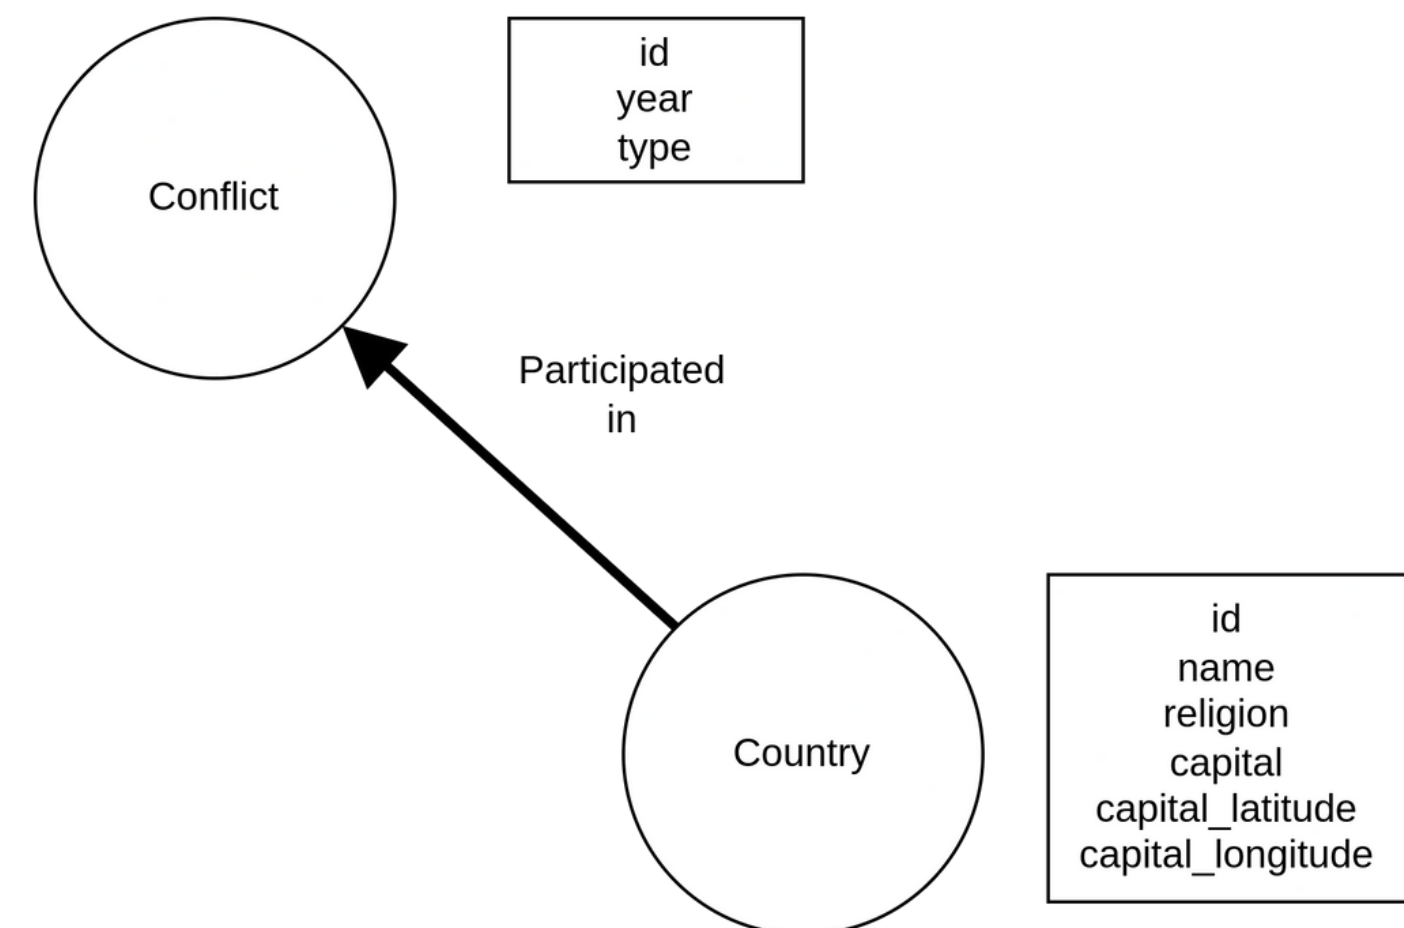 Conflict
id
year
type
Participated
in
Country
id
name
religion
capital
capital_latitude
capital_longitude